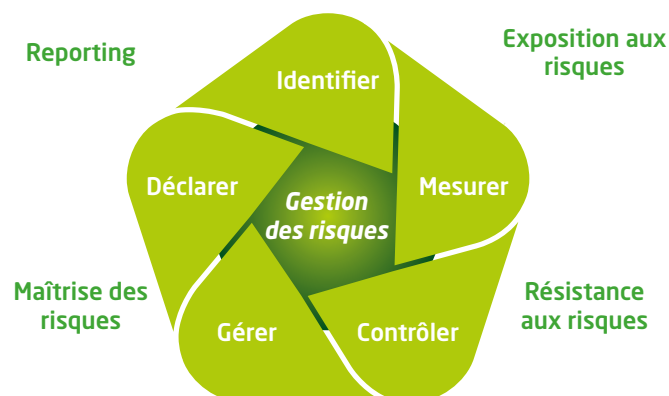 Reporting
Exposition aux
risques
Identifier
Déclarer
Mesurer
Gestion
des risques
Maîtrise des
risques
Résistance
aux risques
Gérer
Contrôler